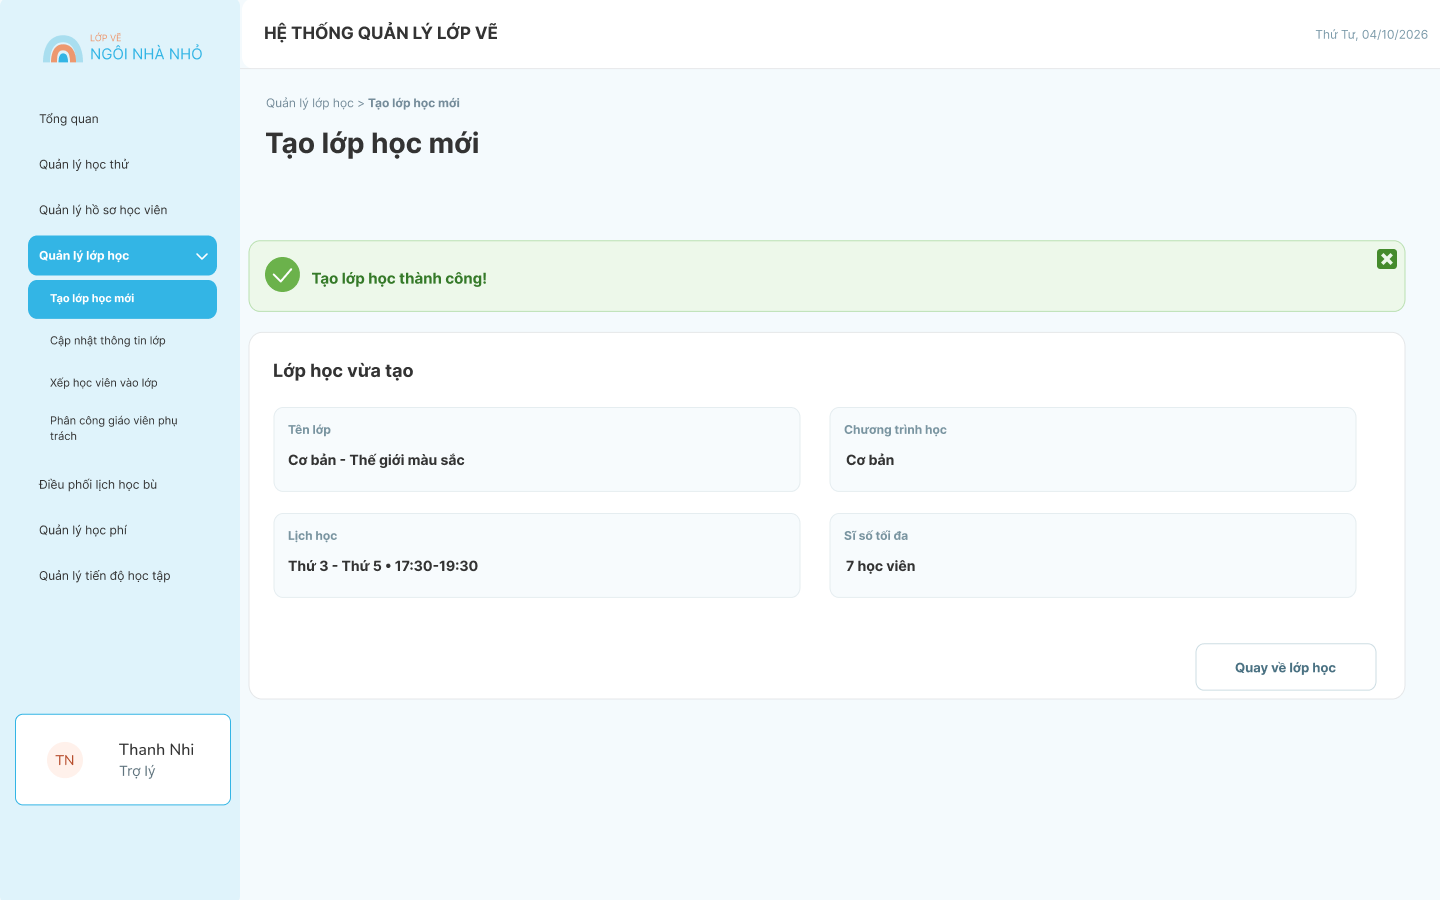 LỚP VẼ
NGÔI NHÀ NHỎ
Tổng quan
Quản lý học thử
Quản lý hồ sơ học viên
Quản lý lớp học
Tạo lớp học mới
Cập nhật thông tin lớp
Xếp học viên vào lớp
Phân công giáo viên phụ
trách
Điều phối lịch học bù
Quản lý học phí
Quản lý tiến độ học tập
TN
Thanh Nhi
Trợ lý
HỆ THỐNG QUẢN LÝ LỚP VẼ
Thứ Tư, 04/10/2026
Quản lý lớp học > Tạo lớp học mới
Tạo lớp học mới
Tạo lớp học thành công!
Lớp học vừa tạo
Tên lớp
Cơ bản - Thế giới màu sắc
Chương trình học
Cơ bản
Lịch học
Thứ 3 - Thứ 5 • 17:30-19:30
Sĩ số tối đa
7 học viên
Quay về lớp học